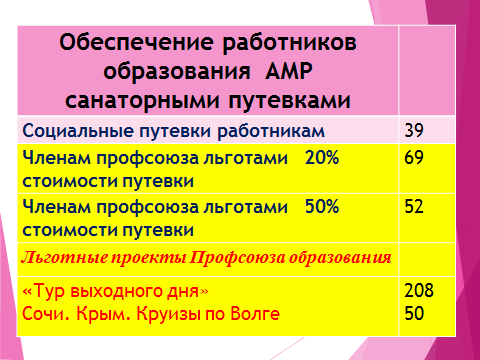 Обеспечение работников
образования АМР
санаторными путевками
Социальные путевки работникам 39
Членам профсоюза льготами 20% 69
стоимости путевки
Членам профсоюза льготами 50% 52
стоимости путевки
Льготные проекты Профсоюза образования
«Тур выходного дня» 208
Сочи. Крым. Круизы по Волге 50